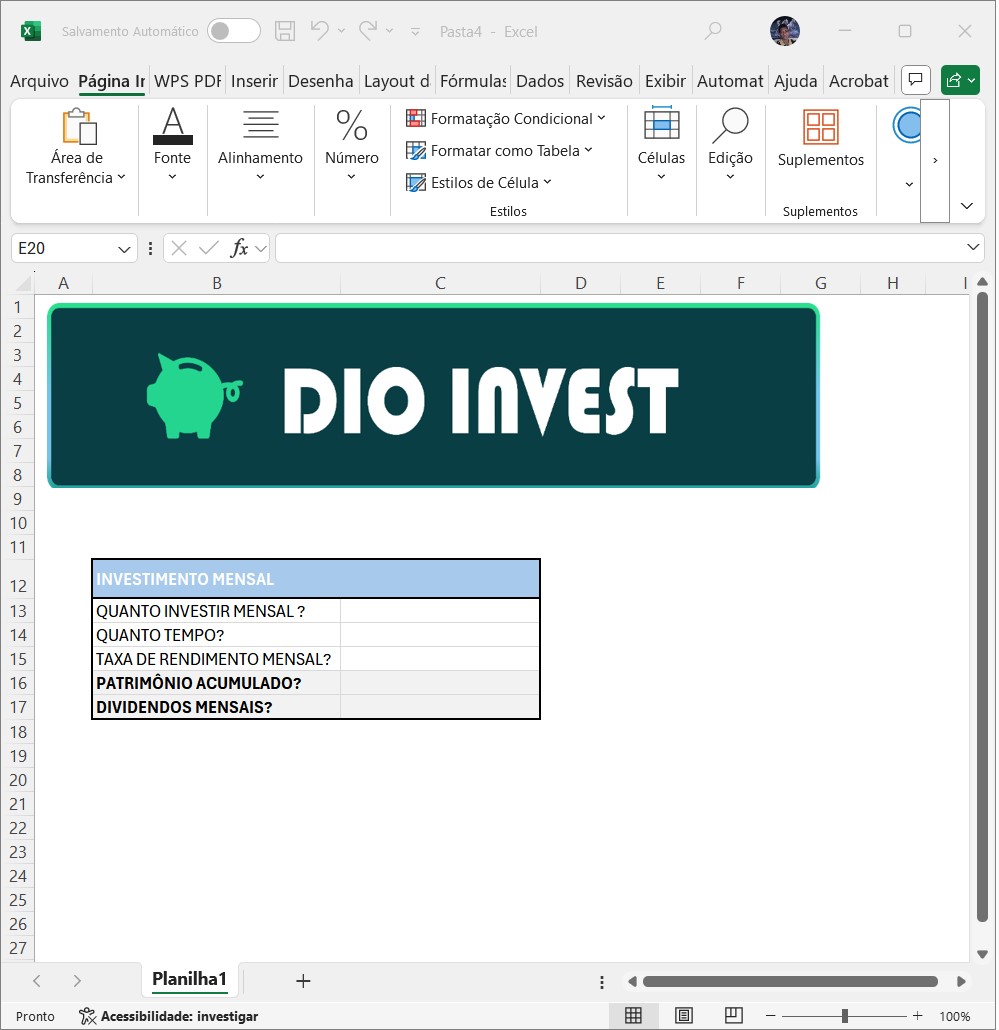 Salvamento Automático
Pasta4 - Excel
Arquivo Página In WPS PDF Inserir Desenha Layout d Fórmulas Dados Revisão Exibir Automat Ajuda Acrobat
Área de Transferência
Fonte
Alinhamento
Número
Formatação Condicional
Formatar como Tabela
Estilos de Célula
Estilos
Células
Edição
Suplementos
Suplementos
E20
fx
A B C D E F G H I
1
2
3
4
5
6
7
8
9
10
11
12
13
14
15
16
17
18
19
20
21
22
23
24
25
26
27
DIO INVEST
INVESTIMENTO MENSAL
QUANTO INVESTIR MENSAL ?
QUANTO TEMPO?
TAXA DE RENDIMENTO MENSAL?
PATRIMÔNIO ACUMULADO?
DIVIDENDOS MENSAIS?
Planilha1
Pronto
Acessibilidade: investigar
100%